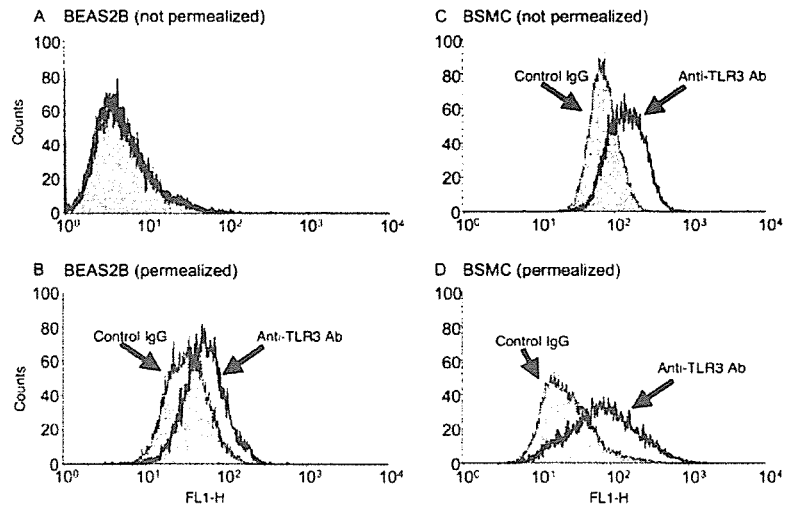 A BEAS2B (not permealized)
100
80
60
40
20
0
Counts
10⁰ 10¹ 10² 10³ 10⁴
C BSMC (not permealized)
100
80
60
40
20
0
Control IgG
Anti-TLR3 Ab
10⁰ 10¹ 10² 10³ 10⁴
B BEAS2B (permealized)
100
80
60
40
20
0
Counts
Control IgG
Anti-TLR3 Ab
10⁰ 10¹ 10² 10³ 10⁴
FL1-H
D BSMC (permealized)
100
80
60
40
20
0
Control IgG
Anti-TLR3 Ab
10⁰ 10¹ 10² 10³ 10⁴
FL1-H